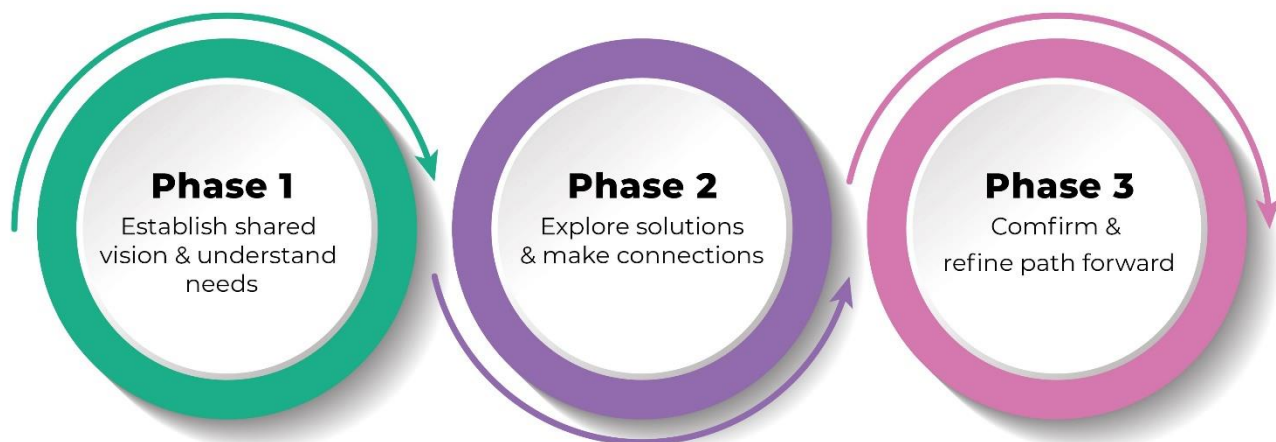 Phase 1
Establish shared
vision & understand
needs
Phase 2
Explore solutions
& make connections
Phase 3
Comfirm &
refine path forward